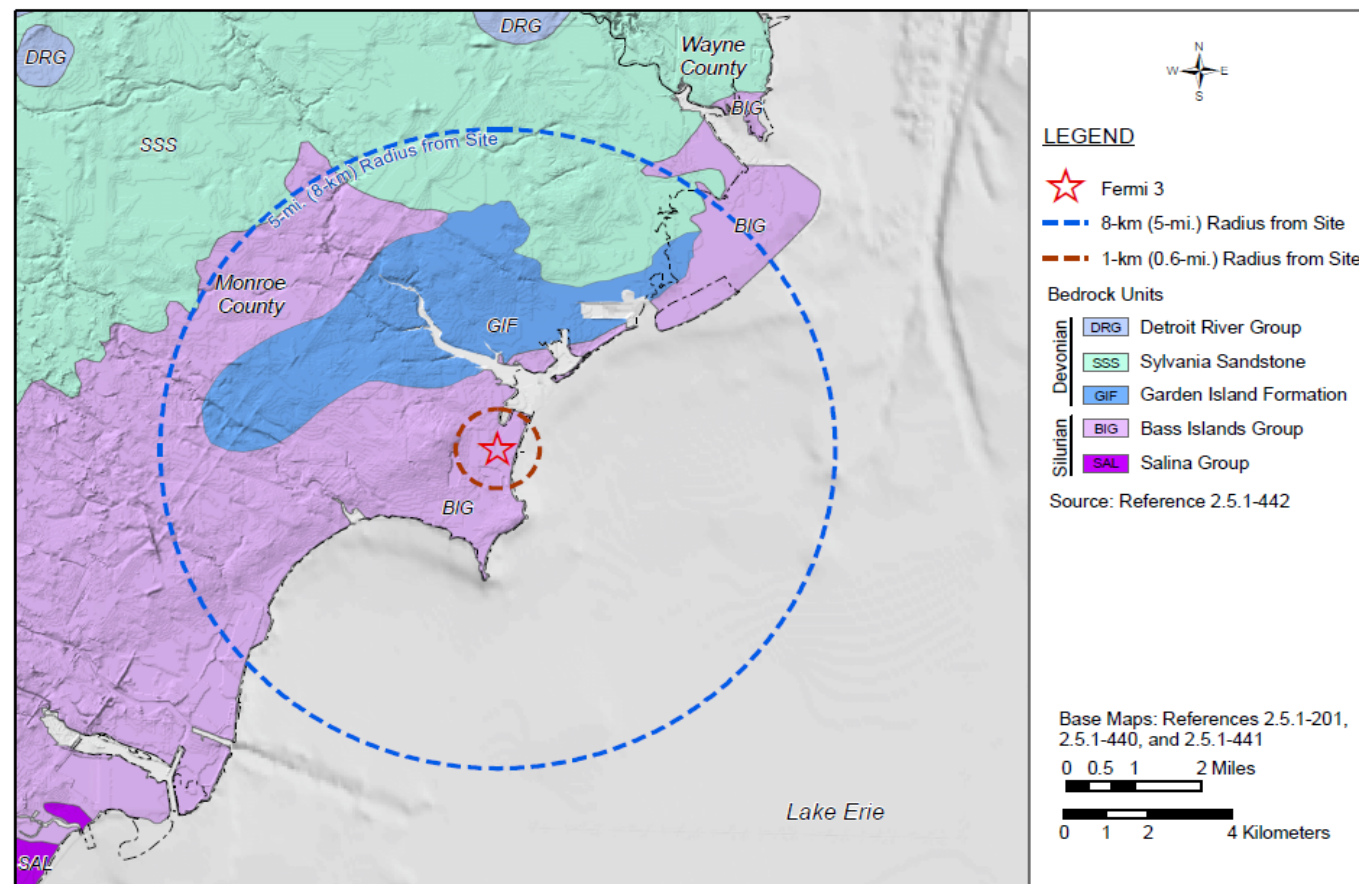 DRG
DRG
Wayne
County
BIG
SSS
5-mi. (8-km) Radius from Site
BIG
Monroe
County
GIF
BIG
Lake Erie
SAL
N
W
E
S
LEGEND
Fermi 3
8-km (5-mi.) Radius from Site
1-km (0.6-mi.) Radius from Site
Bedrock Units
Devonian
DRG Detroit River Group
SSS Sylvania Sandstone
GIF Garden Island Formation
Silurian
BIG Bass Islands Group
SAL Salina Group
Source: Reference 2.5.1-442
Base Maps: References 2.5.1-201,
2.5.1-440, and 2.5.1-441
0 0.5 1 2 Miles
0 1 2 4 Kilometers